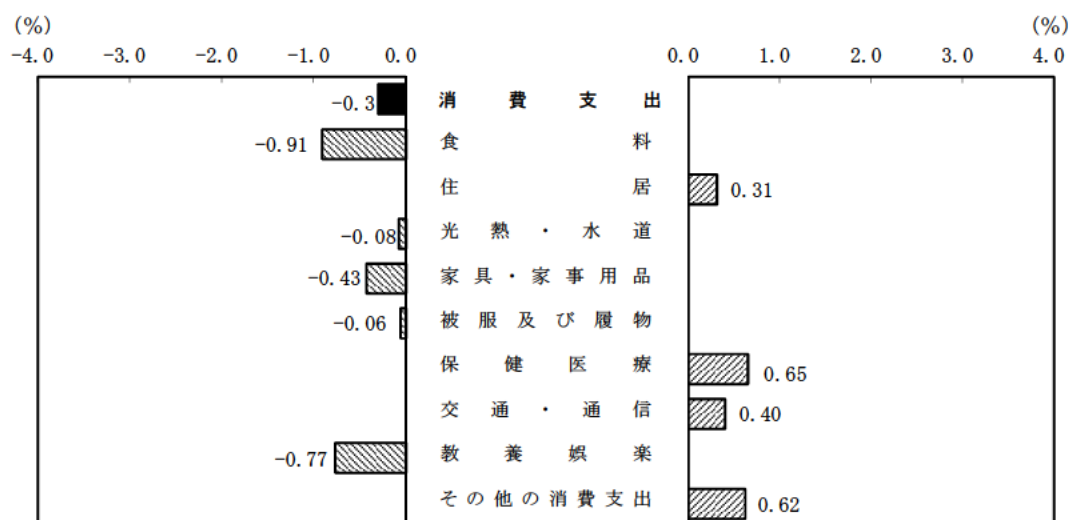 (%) (%)
-4.0 -3.0 -2.0 -1.0 0.0 0.0 1.0 2.0 3.0 4.0
-0.3 消費支出
-0.91 食料
住居 0.31
-0.08 光熱・水道
-0.43 家具・家事用品
-0.06 被服及び履物
保健医療 0.65
交通・通信 0.40
-0.77 教養娯楽
その他の消費支出 0.62